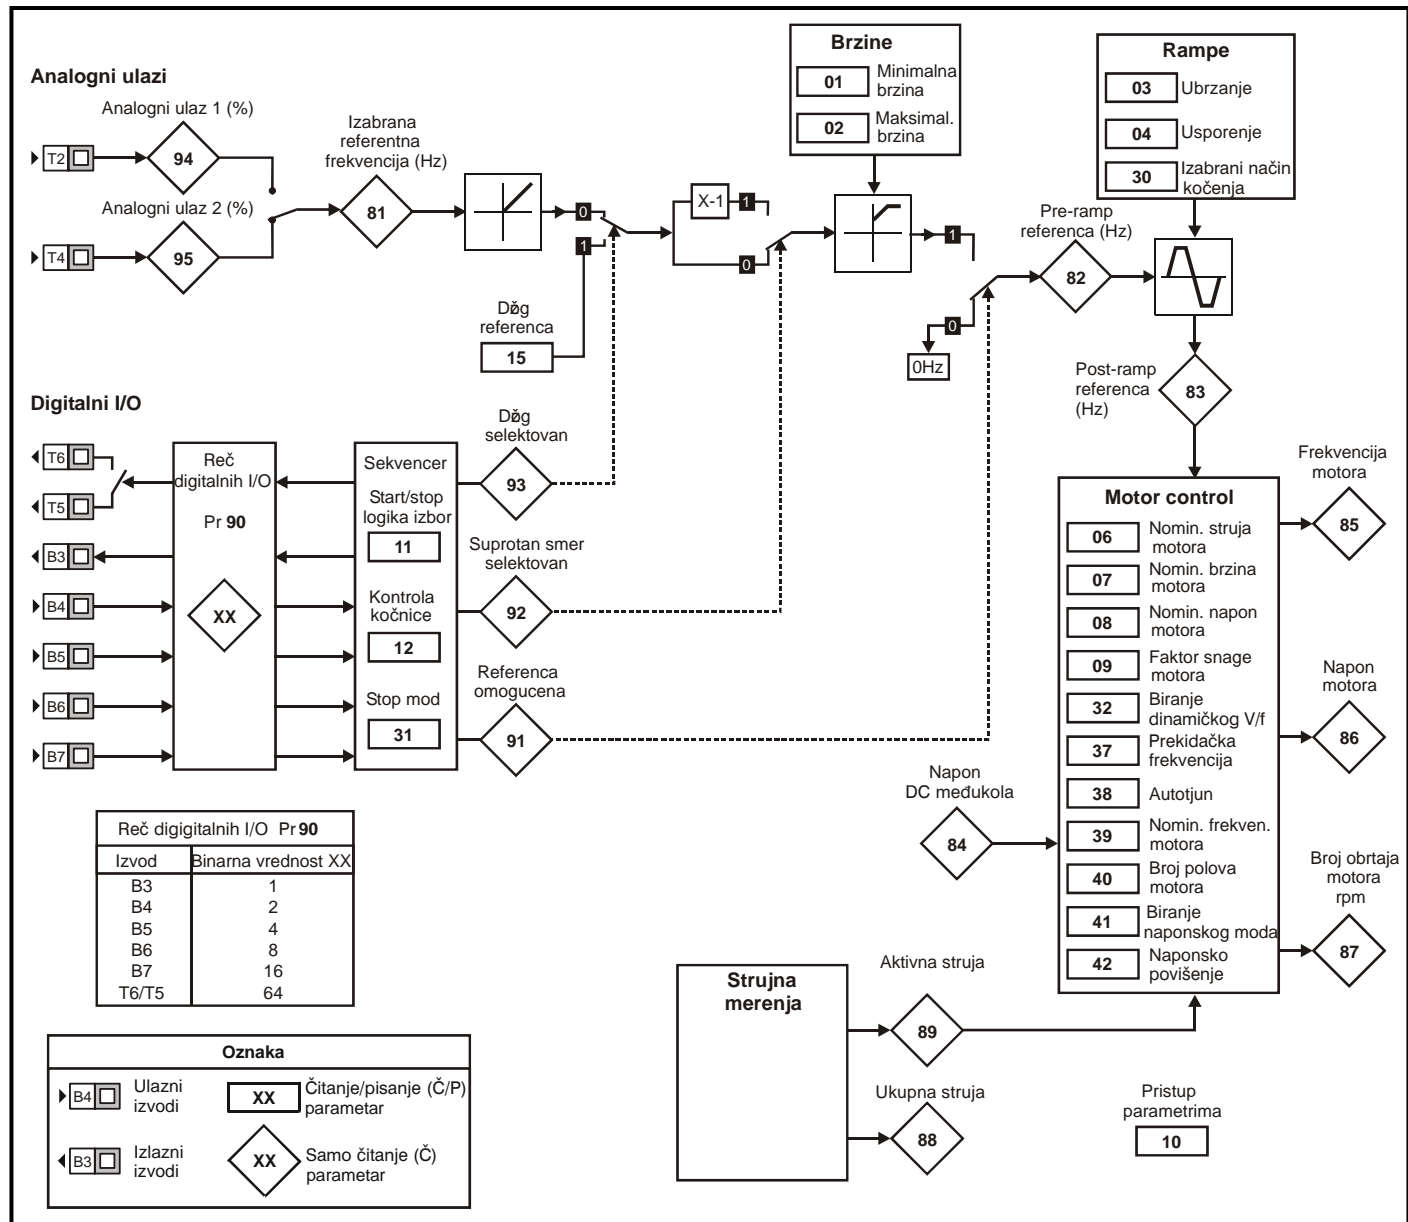 Analogni ulazi
Analogni ulaz 1 (%)
T2
94
Analogni ulaz 2 (%)
T4
95
Izabrana
referentna
frekvencija (Hz)
81
0
1
Džog
referenca
15
X-1
1
0
Brzine
01
Minimalna
brzina
02
Maksimal.
brzina
1
0
0Hz
Pre-ramp
referenca (Hz)
82
Rampe
03
Ubrzanje
04
Usporenje
30
Izabrani način
kočenja
Post-ramp
referenca
(Hz)
83
Digitalni I/O
T6
T5
B3
B4
B5
B6
B7
Reč
digitalnih I/O
Pr 90
XX
Sekvencer
Start/stop
logika izbor
11
Kontrola
kočnice
12
Stop mod
31
Džog
selektovan
93
Suprotan smer
selektovan
92
Referenca
omogucena
91
Motor control
06
Nomin. struja
motora
07
Nomin. brzina
motora
08
Nomin. napon
motora
09
Faktor snage
motora
32
Biranje
dinamičkog V/f
37
Prekidačka
frekvencija
38
Autotjun
39
Nomin. frekven.
motora
40
Broj polova
motora
41
Biranje
naponskog moda
42
Naponsko
povišenje
Frekvencija
motora
85
Napon
motora
86
Broj obrtaja
motora
rpm
87
Napon
DC međukola
84
Reč digigitalnih I/O Pr 90
Izvod Binarna vrednost XX
B3 1
B4 2
B5 4
B6 8
B7 16
T6/T5 64
Strujna
merenja
Aktivna struja
89
Ukupna struja
88
Pristup
parametrima
10
Oznaka
B4
Ulazni
izvodi
XX
Čitanje/pisanje (Č/P)
parametar
B3
Izlazni
izvodi
XX
Samo čitanje (Č)
parametar